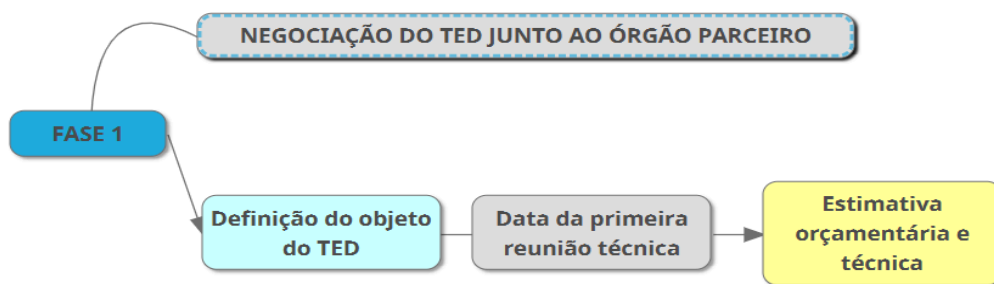 NEGOCIAÇÃO DO TED JUNTO AO ÓRGÃO PARCEIRO
FASE 1
Definição do objeto
do TED
Data da primeira
reunião técnica
Estimativa
orçamentária e
técnica